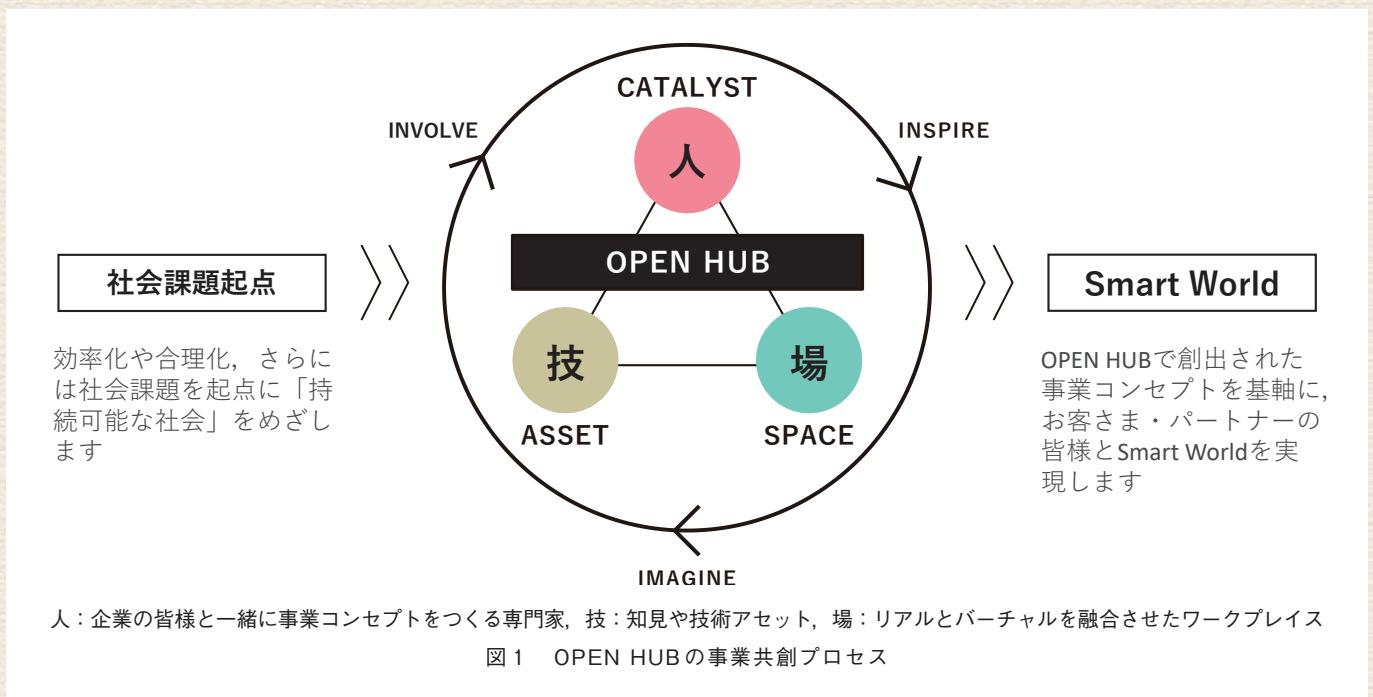 社会課題起点
効率化や合理化，さらに
は社会課題を起点に「持
続可能な社会」をめざし
ます
CATALYST
INVOLVE
INSPIRE
人
OPEN HUB
技
場
ASSET
SPACE
IMAGINE
Smart World
OPEN HUBで創出された
事業コンセプトを基軸に，
お客さま・パートナーの
皆様とSmart Worldを実
現します
人：企業の皆様と一緒に事業コンセプトをつくる専門家，技：知見や技術アセット，場：リアルとバーチャルを融合させたワークプレイス
図1　OPEN HUBの事業共創プロセス